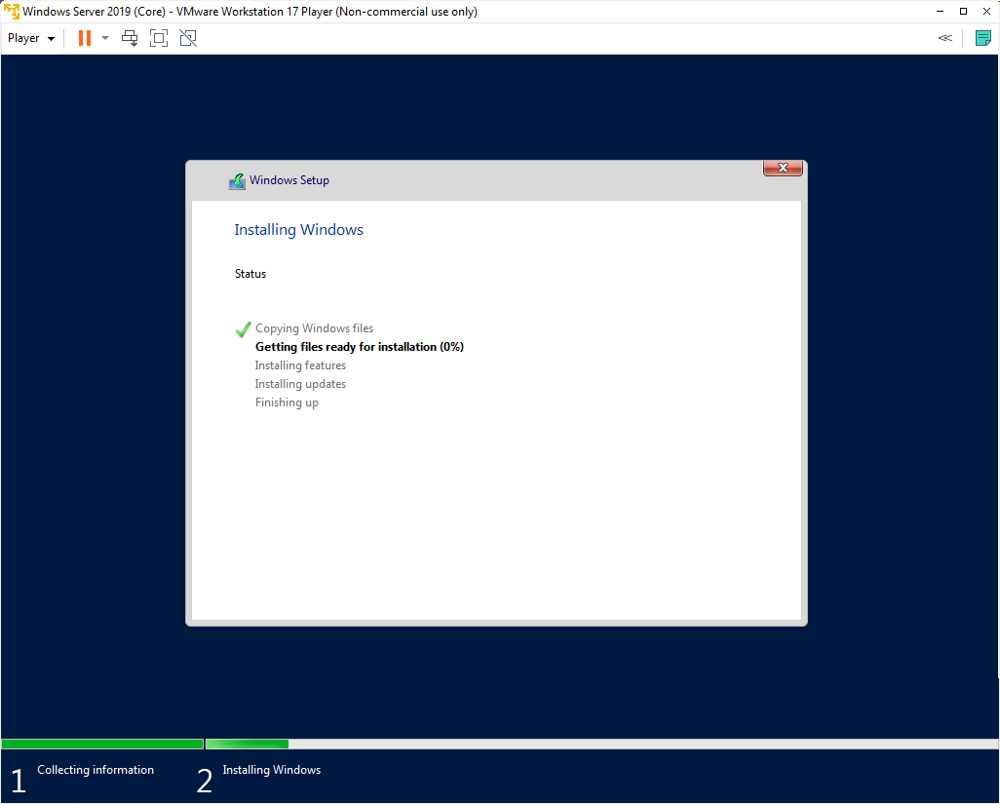 Windows Server 2019 (Core) - VMware Workstation 17 Player (Non-commercial use only)
Player
Windows Setup
Installing Windows
Status
Copying Windows files
Getting files ready for installation (0%)
Installing features
Installing updates
Finishing up
1 Collecting information
2 Installing Windows